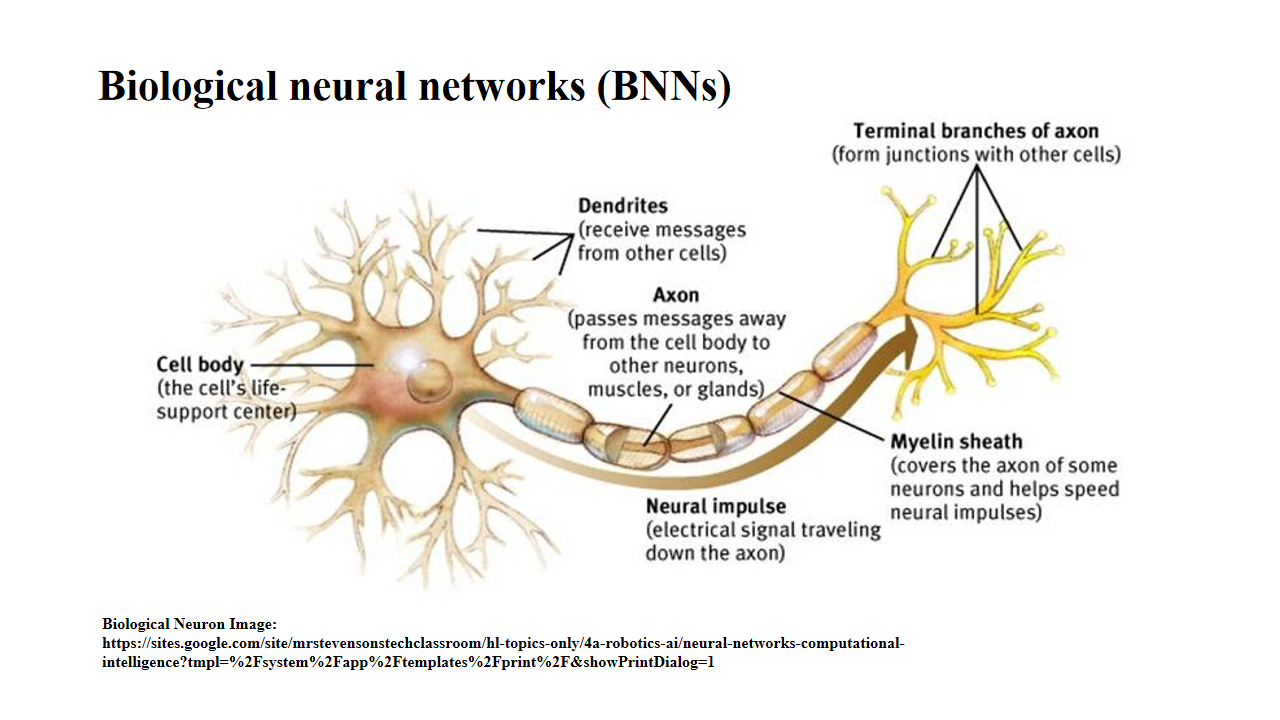 Biological neural networks (BNNs)
Terminal branches of axon
(form junctions with other cells)
Dendrites
(receive messages
from other cells)
Axon
(passes messages away
from the cell body to
other neurons,
muscles, or glands)
Cell body
(the cell's life-
support center)
Myelin sheath
(covers the axon of some
neurons and helps speed
neural impulses)
Neural impulse
(electrical signal traveling
down the axon)
Biological Neuron Image:
https://sites.google.com/site/mrstevensonstechclassroom/hl-topics-only/4a-robotics-ai/neural-networks-computational-
intelligence?tmpl=%2Fsystem%2Fapp%2Ftemplates%2Fprint%2F&showPrintDialog=1